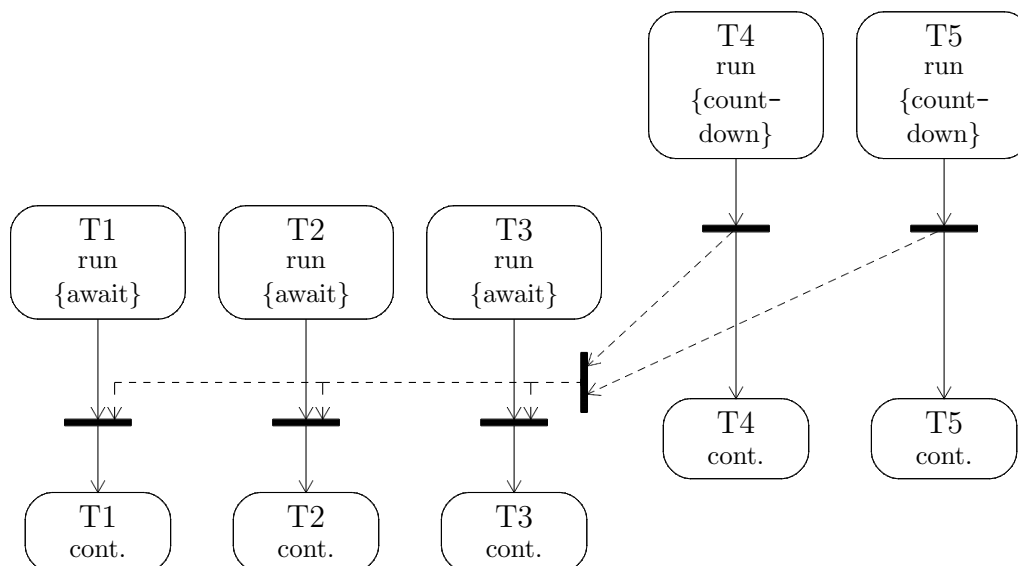 T4
run
{count-
down}
T5
run
{count-
down}
T1
run
{await}
T2
run
{await}
T3
run
{await}
T4
cont.
T5
cont.
T1
cont.
T2
cont.
T3
cont.